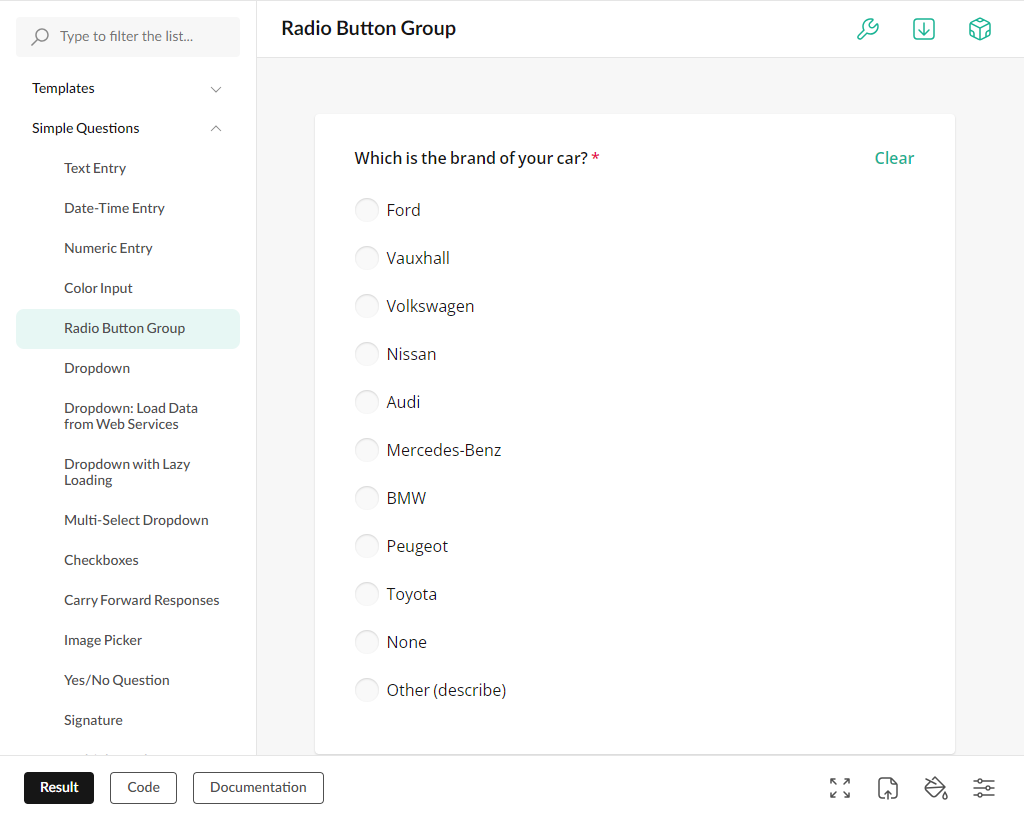 Type to filter the list...
Templates
Simple Questions
Text Entry
Date-Time Entry
Numeric Entry
Color Input
Radio Button Group
Dropdown
Dropdown: Load Data
from Web Services
Dropdown with Lazy
Loading
Multi-Select Dropdown
Checkboxes
Carry Forward Responses
Image Picker
Yes/No Question
Signature
Radio Button Group
Which is the brand of your car? *
Clear
Ford
Vauxhall
Volkswagen
Nissan
Audi
Mercedes-Benz
BMW
Peugeot
Toyota
None
Other (describe)
Result
Code
Documentation